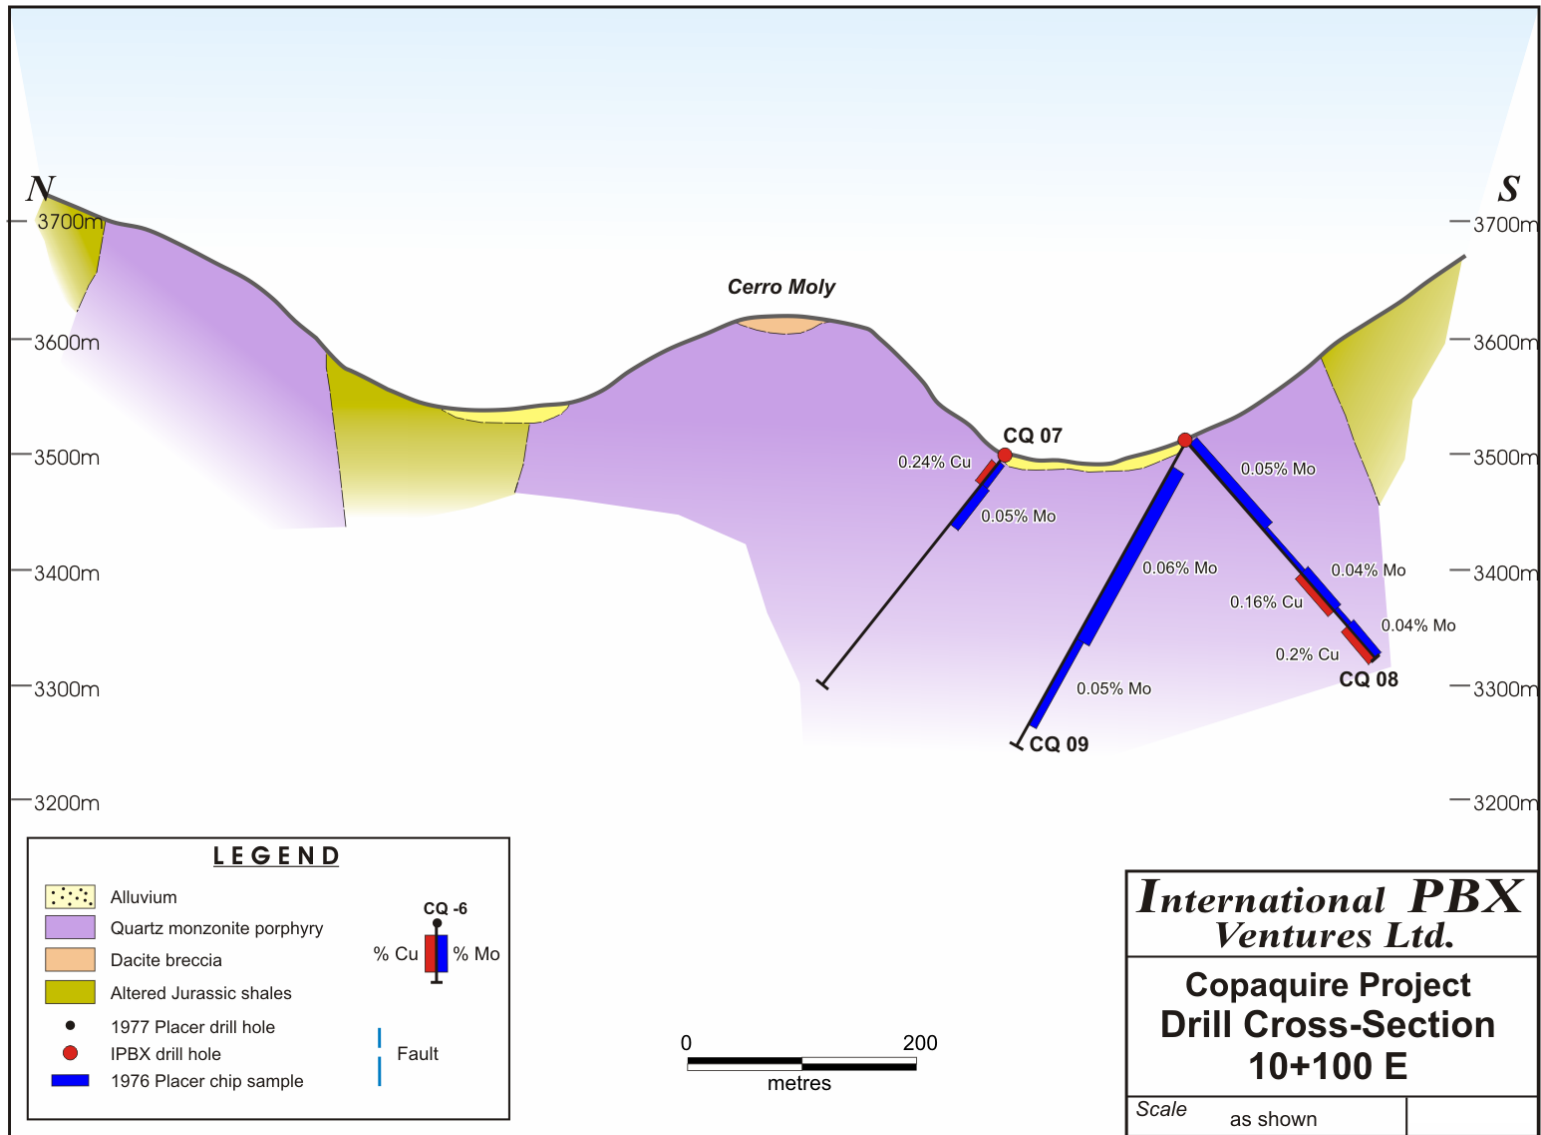 N
S
3700m
3700m
Cerro Moly
3600m
3600m
CQ 07
3500m
3500m
0.24% Cu
0.05% Mo
0.05% Mo
0.06% Mo
0.04% Mo
3400m
3400m
0.16% Cu
0.04% Mo
0.2% Cu
CQ 08
3300m
3300m
0.05% Mo
CQ 09
3200m
3200m
LEGEND
Alluvium
Quartz monzonite porphyry
Dacite breccia
Altered Jurassic shales
1977 Placer drill hole
IPBX drill hole
1976 Placer chip sample
CQ -6
% Cu
% Mo
Fault
0 200
metres
International PBX
Ventures Ltd.
Copaquire Project
Drill Cross-Section
10+100 E
Scale as shown